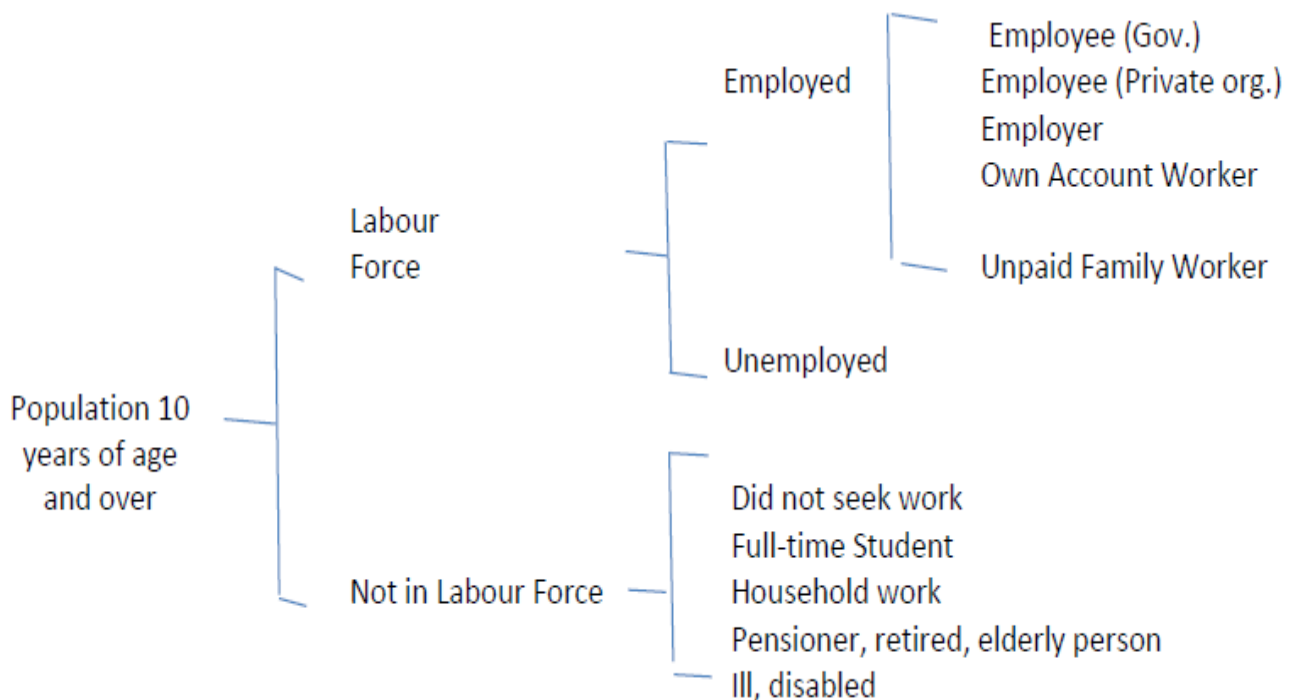 Employee (Gov.)
Employed
Employee (Private org.)
Employer
Own Account Worker
Labour
Force
Unpaid Family Worker
Unemployed
Population 10
years of age
and over
Did not seek work
Full-time Student
Not in Labour Force
Household work
Pensioner, retired, elderly person
Ill, disabled